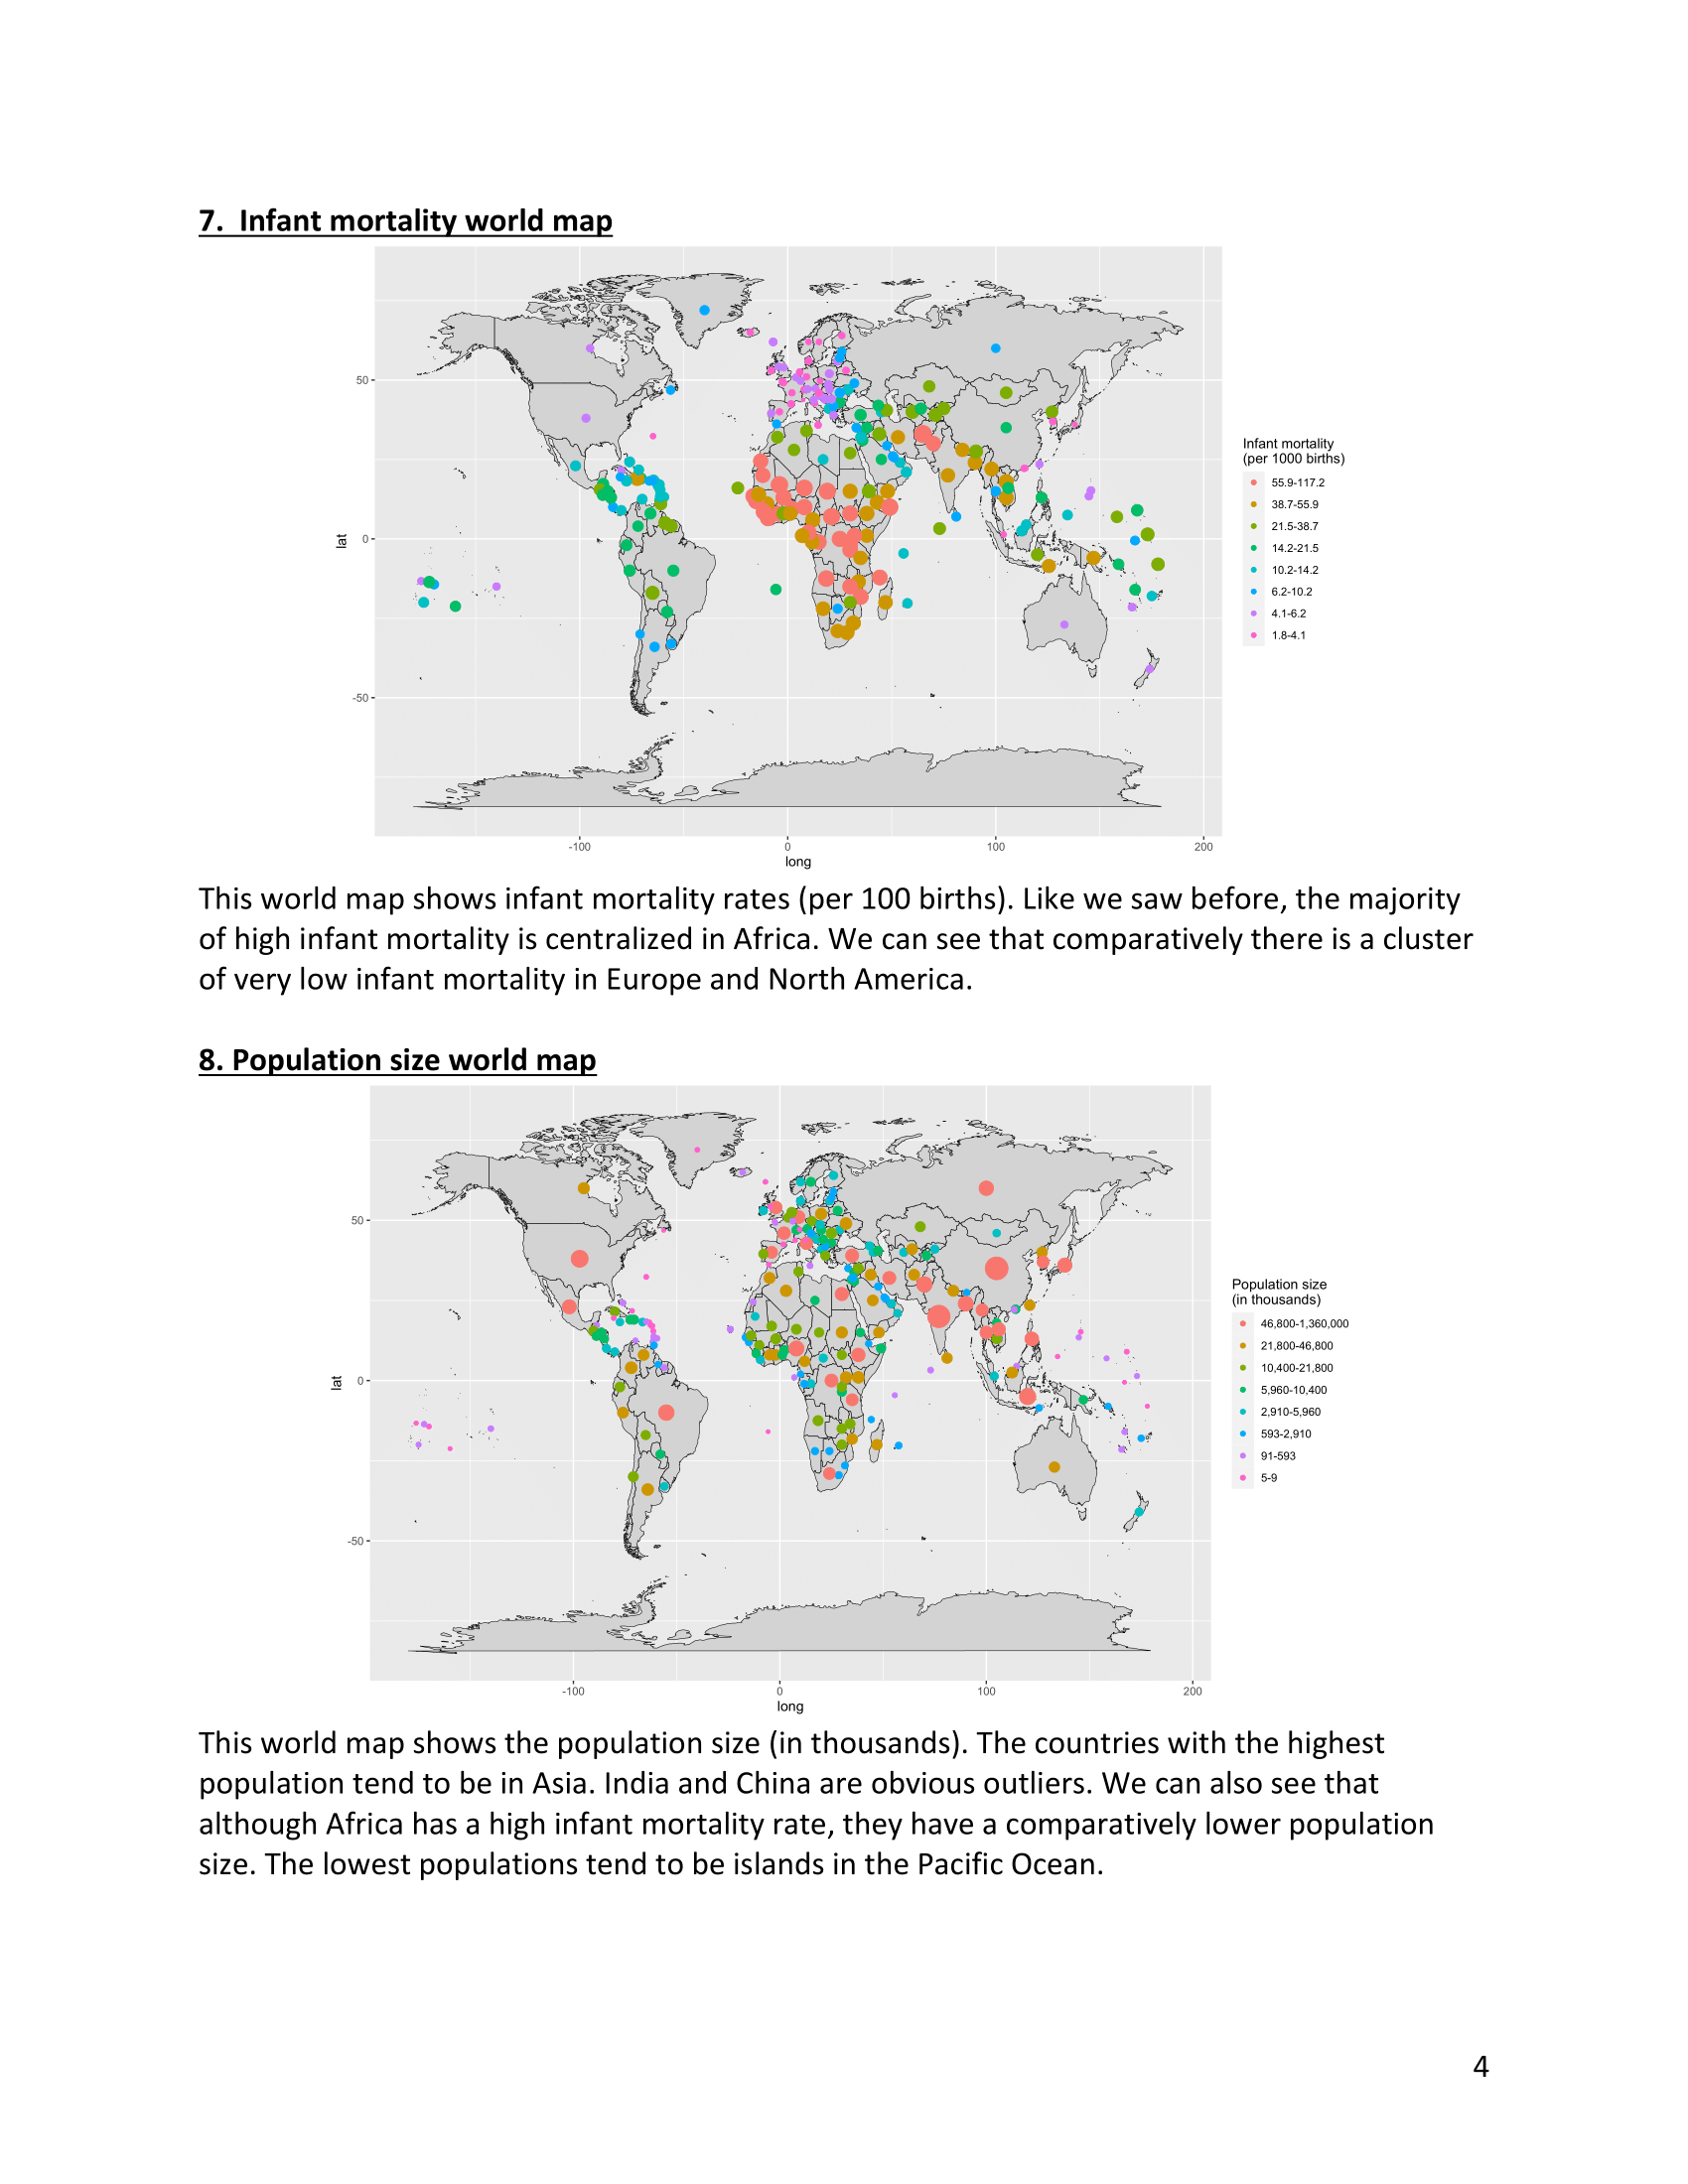 7.  Infant mortality world map
50
0
-50
lat
-100
0
100
200
long
Infant mortality
(per 1000 births)
55.9-117.2
38.7-55.9
21.5-38.7
14.2-21.5
10.2-14.2
6.2-10.2
4.1-6.2
1.8-4.1
This world map shows infant mortality rates (per 100 births). Like we saw before, the majority
of high infant mortality is centralized in Africa. We can see that comparatively there is a cluster
of very low infant mortality in Europe and North America.
8. Population size world map
50
0
-50
lat
-100
0
100
200
long
Population size
(in thousands)
46,800-1,360,000
21,800-46,800
10,400-21,800
5,960-10,400
2,910-5,960
593-2,910
91-593
5-9
This world map shows the population size (in thousands). The countries with the highest
population tend to be in Asia. India and China are obvious outliers. We can also see that
although Africa has a high infant mortality rate, they have a comparatively lower population
size. The lowest populations tend to be islands in the Pacific Ocean.
4